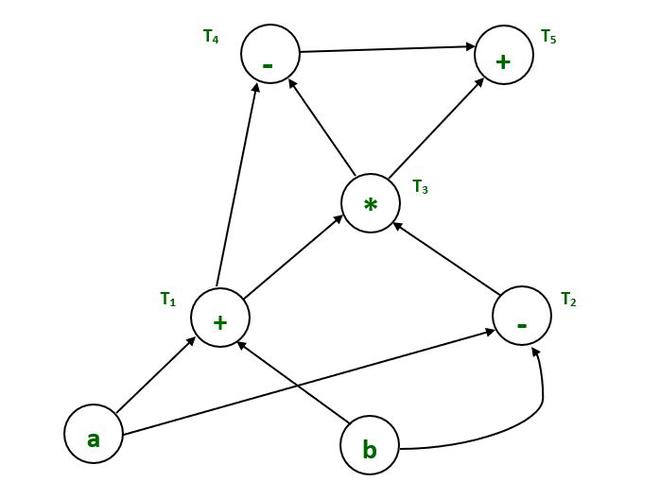 T₄ - + T₅
* T₃
T₁ + - T₂
a b